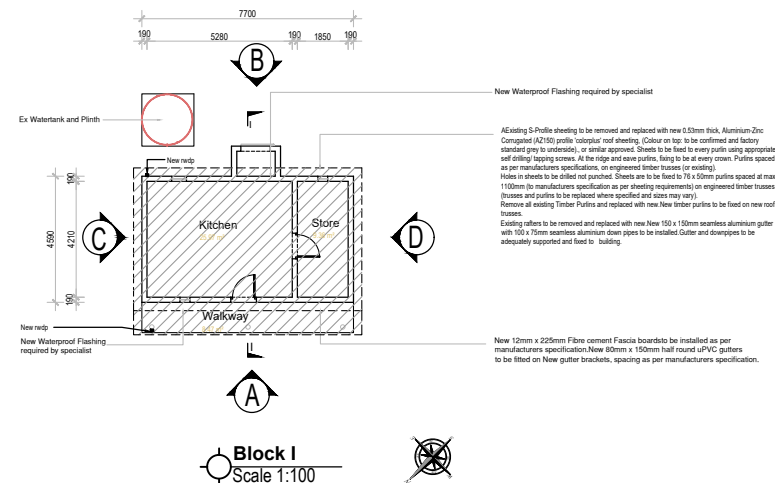 7700
190
5280
190
1850
190
B
New Waterproof Flashing required by specialist
Ex Watertank and Plinth
AExisting S-Profile sheeting to be removed and replaced with new 0.53mm thick, Aluminium-Zinc
Corrugated (AZ150) profile 'colorplus' roof sheeting, (Colour on top: to be confirmed and factory
standard grey to underside)., or similar approved. Sheets to be fixed to every purlin using appropriate
self drilling/ tapping screws. At the ridge and eave purlins, fixing to be at every crown. Purlins spaced
as per manufacturers specifications, on engineered timber trusses (or existing).
Holes in sheets to be drilled not punched. Sheets are to be fixed to 76 x 50mm purlins spaced at max
1100mm (to manufacturers specification as per sheeting requirements) on engineered timber trusses
(trusses and purlins to be replaced where specified and sizes may vary).
Remove all existing Timber Purlins and replaced with new.New timber purlins to be fixed on new roof
trusses.
Existing rafters to be removed and replaced with new.New 150 x 150mm seamless aluminium gutter
with 100 x 75mm seamless aluminium down pipes to be installed.Gutter and downpipes to be
adequately supported and fixed to building.
New rwdp
190
4590
4210
190
C
Kitchen
Store
D
Walkway
New rwdp
New Waterproof Flashing
required by specialist
New 12mm x 225mm Fibre cement Fascia boardsto be installed as per
manufacturers specification.New 80mm x 150mm half round uPVC gutters
to be fitted on New gutter brackets, spacing as per manufacturers specification.
A
Block I
Scale 1:100